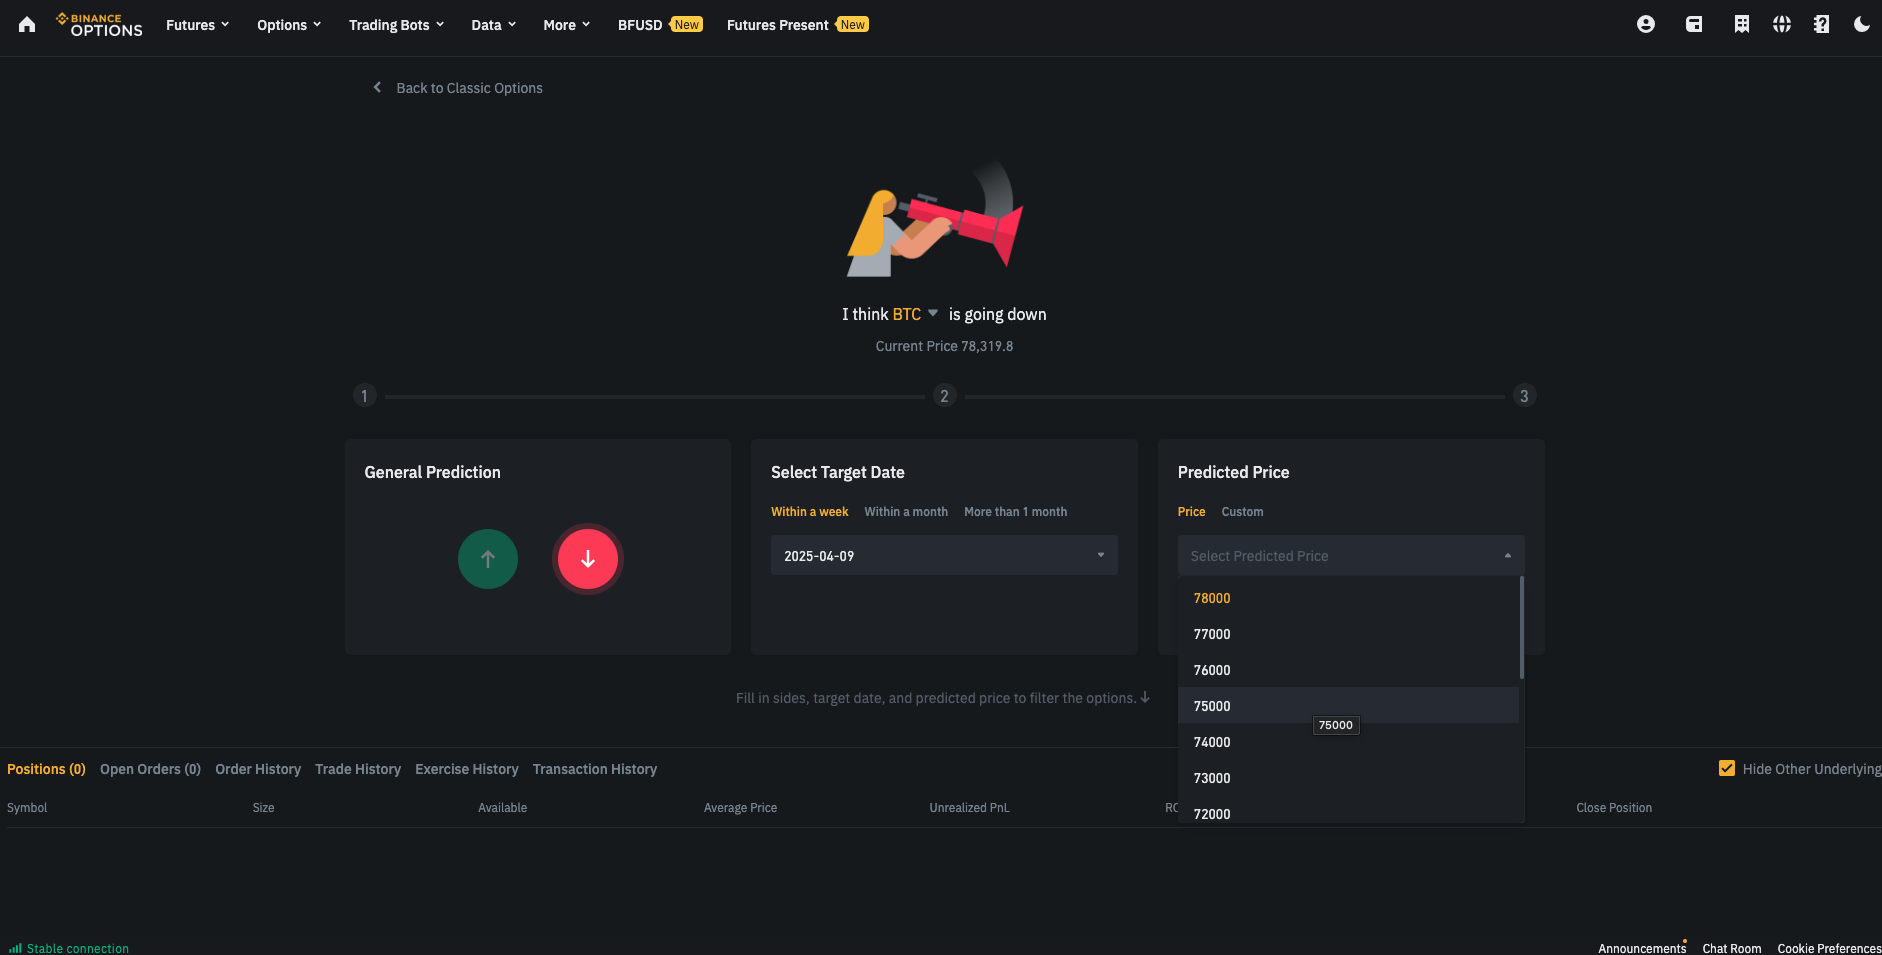 BINANCE
OPTIONS
Futures Options Trading Bots Data More BFUSD New Futures Present New
Back to Classic Options
I think BTC is going down
Current Price 78,319.8
1 2 3
General Prediction
Select Target Date
Within a week Within a month More than 1 month
2025-04-09
Predicted Price
Price Custom
Select Predicted Price
78000
77000
76000
75000
75000
74000
73000
72000
Fill in sides, target date, and predicted price to filter the options.
Positions (0) Open Orders (0) Order History Trade History Exercise History Transaction History Hide Other Underlying
Symbol Size Available Average Price Unrealized PnL Close Position
Stable connection Announcements Chat Room Cookie Preferences